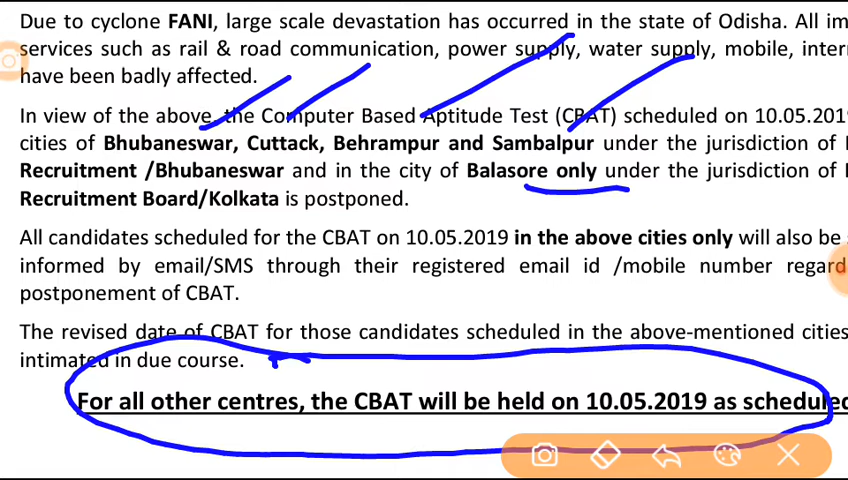 Due to cyclone FANI, large scale devastation has occurred in the state of Odisha. All im
services such as rail & road communication, power supply, water supply, mobile, inter
have been badly affected.
In view of the above, the Computer Based Aptitude Test (CBAT) scheduled on 10.05.2019
cities of Bhubaneswar, Cuttack, Behrampur and Sambalpur under the jurisdiction of
Recruitment /Bhubaneswar and in the city of Balasore only under the jurisdiction of
Recruitment Board/Kolkata is postponed.
All candidates scheduled for the CBAT on 10.05.2019 in the above cities only will also be
informed by email/SMS through their registered email id /mobile number regard
postponement of CBAT.
The revised date of CBAT for those candidates scheduled in the above-mentioned cities
intimated in due course.
For all other centres, the CBAT will be held on 10.05.2019 as scheduled